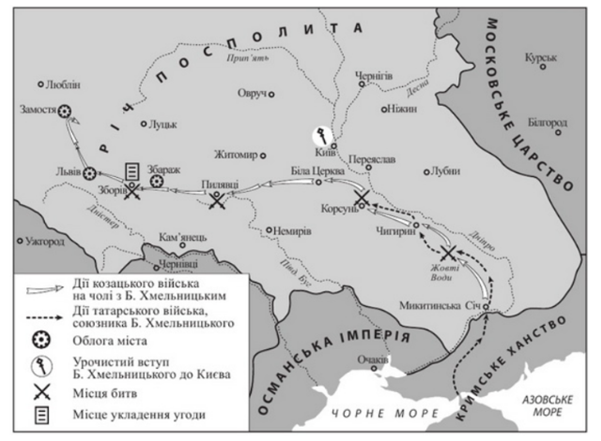 РІЧ ПОСПОЛИТА
МОСКОВСЬКЕ ЦАРСТВО
Прип’ять
Курськ
Люблін
Чернігів
Десна
Овруч
Ніжин
Замостя
Луцьк
Білгород
Київ
Житомир
Переяслав
Львів
Збараж
Лубни
Зборів
Пилявці
Біла Церква
Корсунь
Дністер
Чигирин
Дніпро
Кам’янець
Немирів
Ужгород
Жовті
Води
Чернівці
Півд. Буг
Микитинська Січ
Дії козацького війська
на чолі з Б. Хмельницьким
Дії татарського війська,
союзника Б. Хмельницького
Облога міста
Урочистий вступ
Б. Хмельницького до Києва
Місця битв
Місце укладення угоди
ОСМАНСЬКА ІМПЕРІЯ
Очаків
КРИМСЬКЕ ХАНСТВО
ЧОРНЕ МОРЕ
АЗОВСЬКЕ
МОРЕ